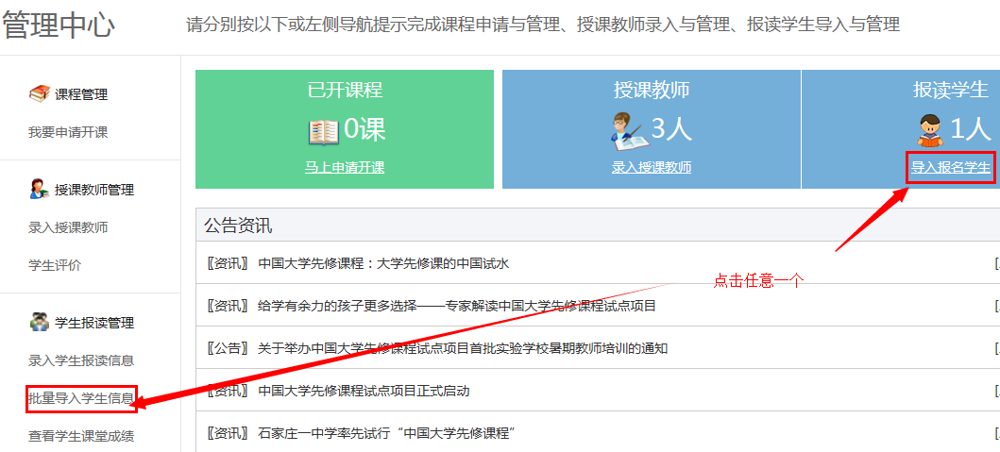 管理中心
请分别按以下或左侧导航提示完成课程申请与管理、授课教师录入与管理、报读学生导入与管理
课程管理
我要申请开课
授课教师管理
录入授课教师
学生评价
学生报读管理
录入学生报读信息
批量导入学生信息
查看学生课堂成绩
已开课程
0课
马上申请开课
授课教师
3人
录入授课教师
报读学生
1人
导入报名学生
公告资讯
〖资讯〗 中国大学先修课程：大学先修课的中国试水
[
点击任意一个
〖资讯〗 给学有余力的孩子更多选择——专家解读中国大学先修课程试点项目
[
〖公告〗 关于举办中国大学先修课程试点项目首批实验学校暑期教师培训的通知
[
〖资讯〗 中国大学先修课程试点项目正式启动
[
〖资讯〗 石家庄一中学率先试行“中国大学先修课程”
[